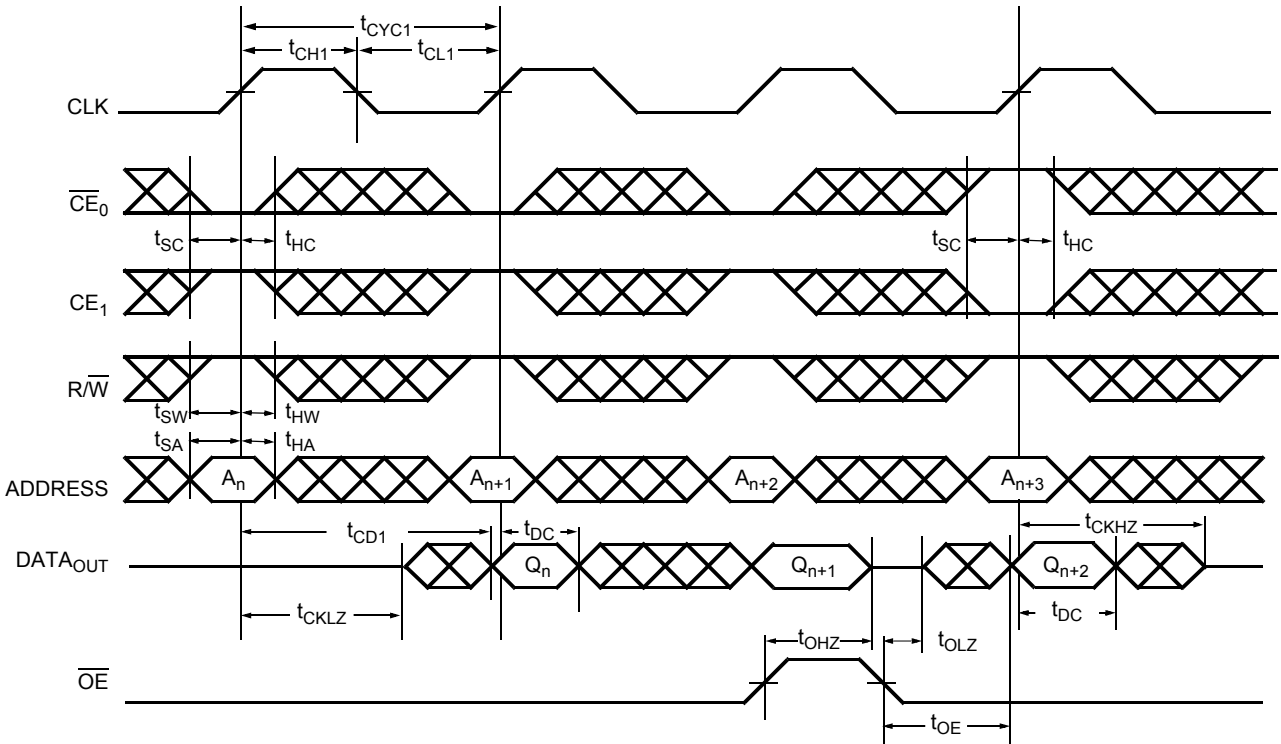 tCYC1
tCH1 tCL1
CLK
CE0
tSC tHC tSC tHC
CE1
R/W
tSW tHW
tSA tHA
ADDRESS An An+1 An+2 An+3
tCD1 tDC tCKHZ
DATAOUT Qn Qn+1 Qn+2
tCKLZ tDC
tOHZ tOLZ
OE
tOE